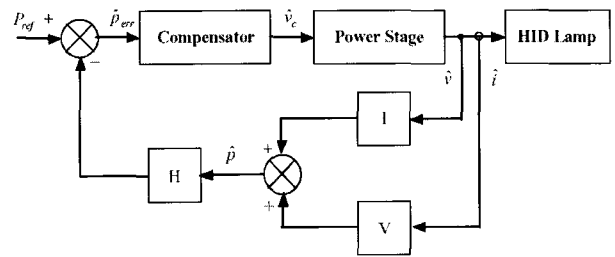 P_ref + p̂_err Compensator v̂_c Power Stage HID Lamp
−
v̂ î
I
+
H p̂
+
V